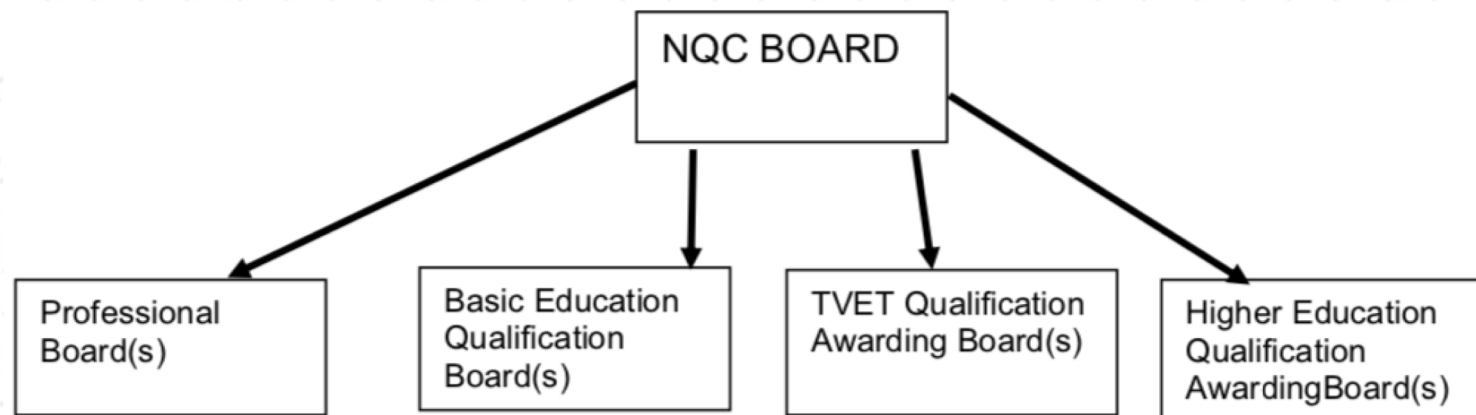 NQC BOARD
Professional
Board(s)
Basic Education
Qualification
Board(s)
TVET Qualification
Awarding Board(s)
Higher Education
Qualification
AwardingBoard(s)